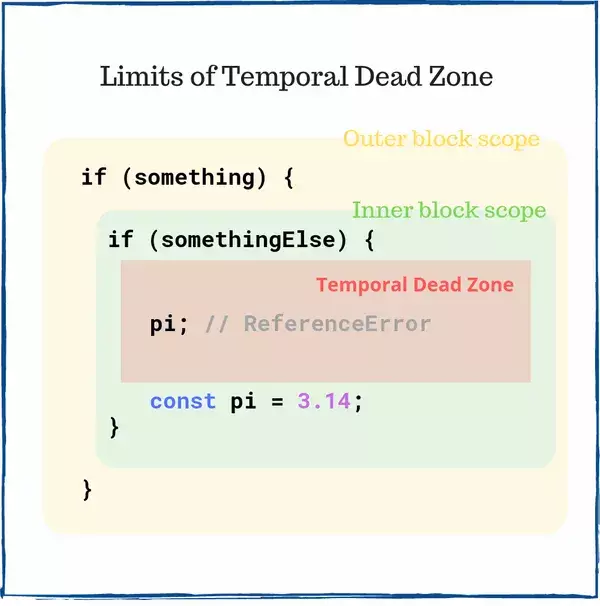 Limits of Temporal Dead Zone
Outer block scope
if (something) {
Inner block scope
if (somethingElse) {
Temporal Dead Zone
pi; // ReferenceError
const pi = 3.14;
}
}